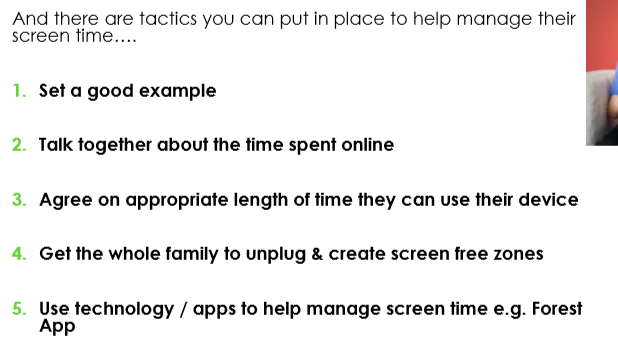 And there are tactics you can put in place to help manage their
screen time….
1. Set a good example
2. Talk together about the time spent online
3. Agree on appropriate length of time they can use their device
4. Get the whole family to unplug & create screen free zones
5. Use technology / apps to help manage screen time e.g. Forest
App